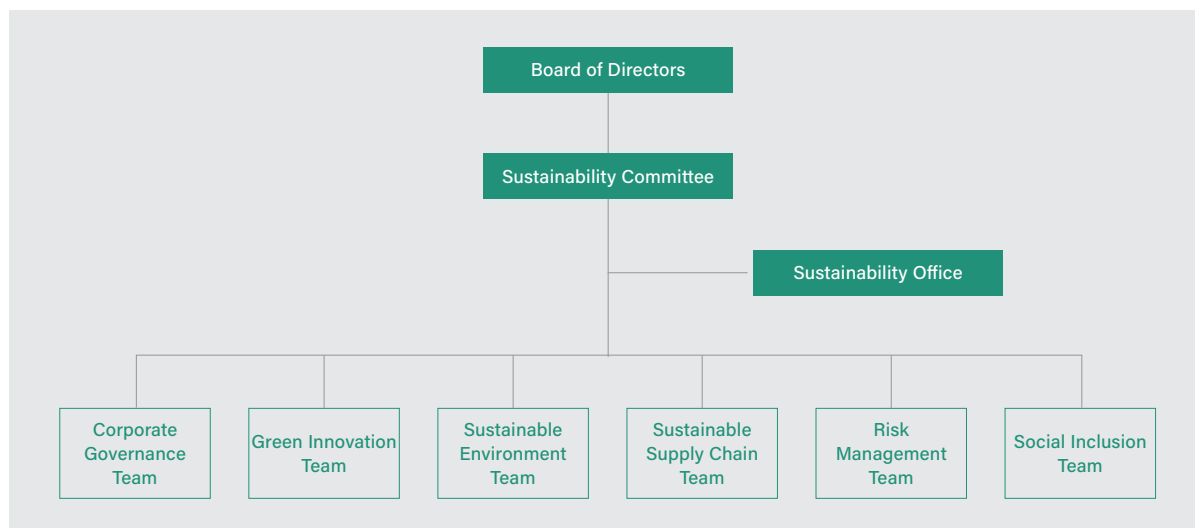 Board of Directors
Sustainability Committee
Sustainability Office
Corporate
Governance
Team
Green Innovation
Team
Sustainable
Environment
Team
Sustainable
Supply Chain
Team
Risk
Management
Team
Social Inclusion
Team